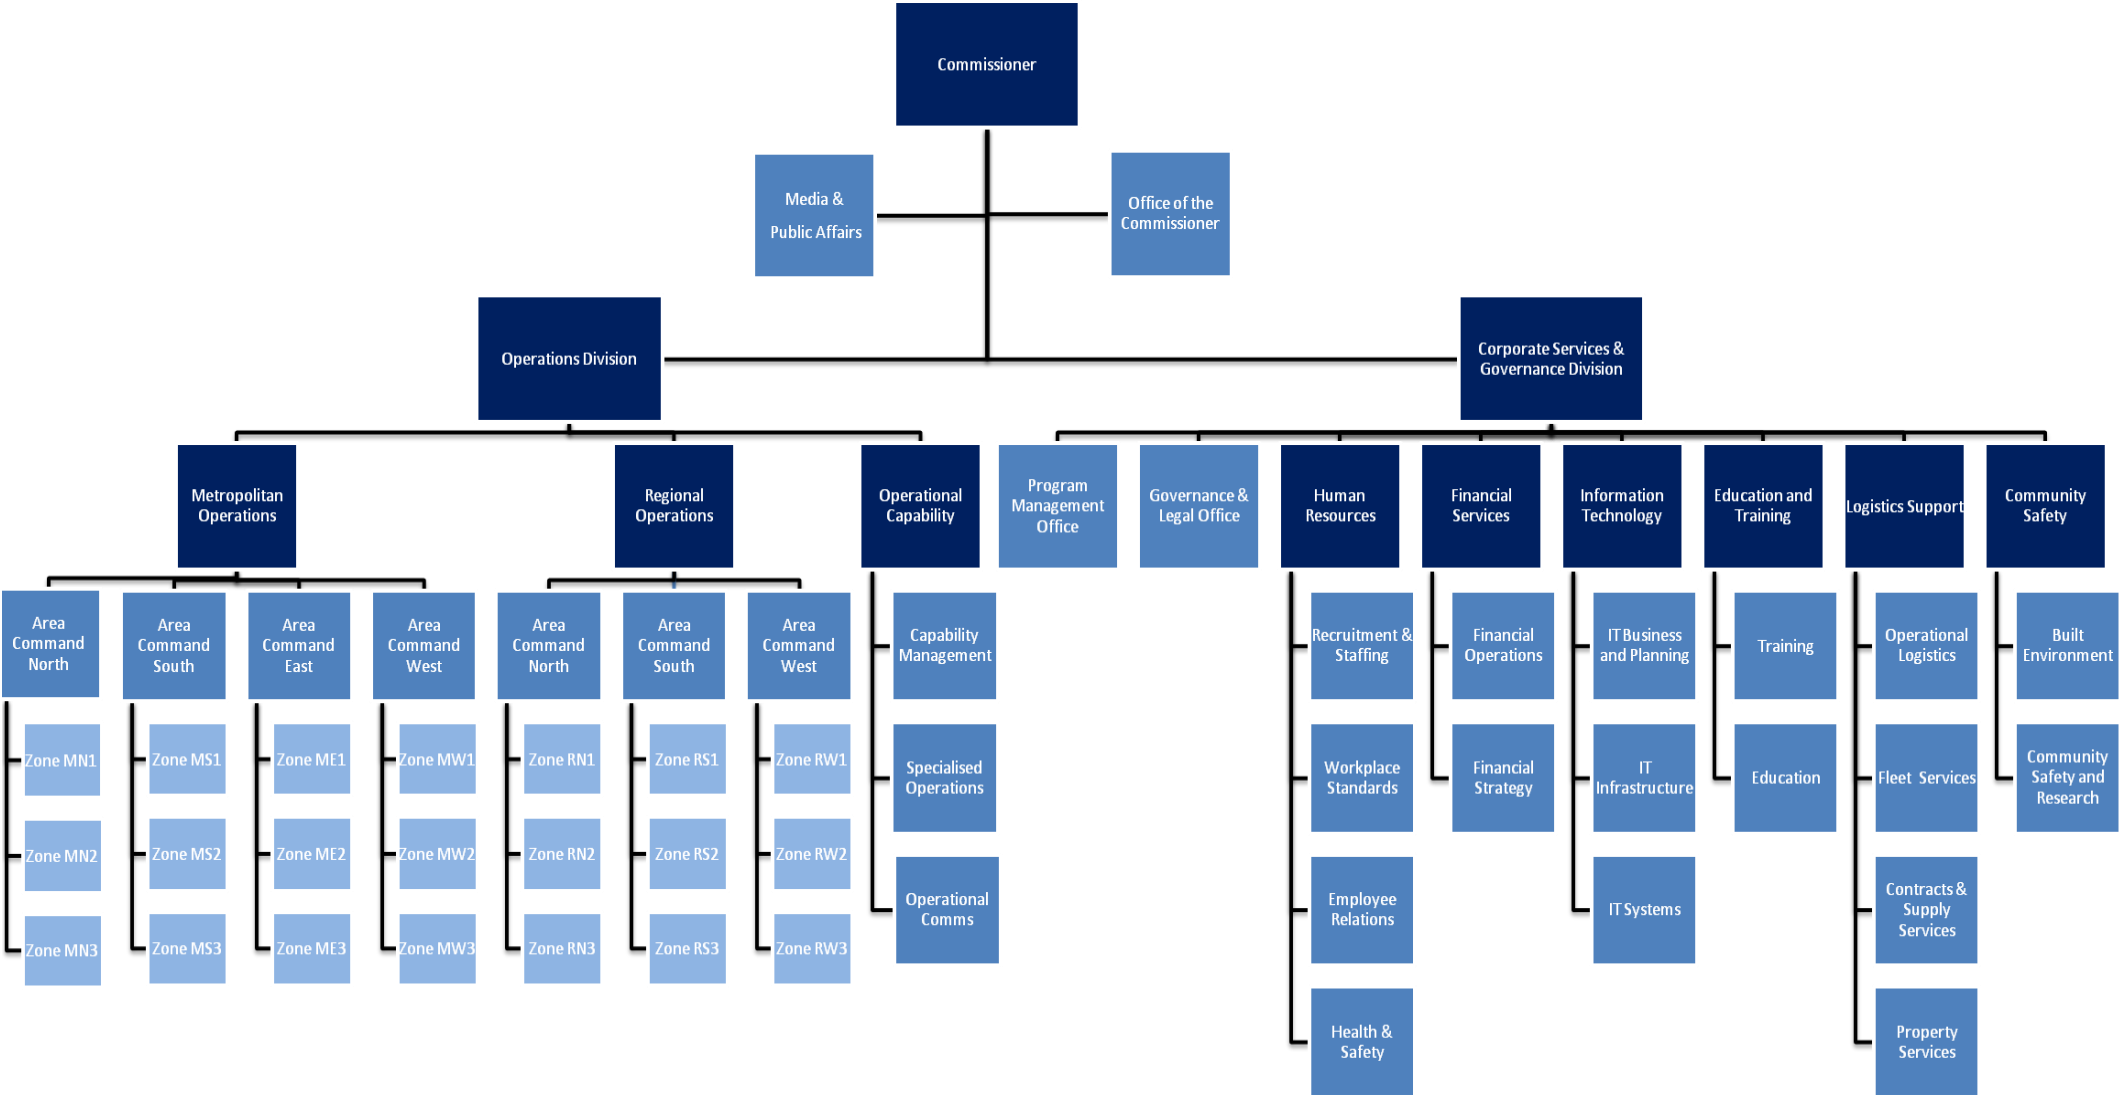 Commissioner
Media &
Public Affairs
Office of the
Commissioner
Operations Division
Corporate Services &
Governance Division
Metropolitan
Operations
Regional
Operations
Operational
Capability
Program
Management
Office
Governance &
Legal Office
Human
Resources
Financial
Services
Information
Technology
Education and
Training
Logistics Support
Community
Safety
Area
Command
North
Area
Command
South
Area
Command
East
Area
Command
West
Area
Command
North
Area
Command
South
Area
Command
West
Capability
Management
Recruitment &
Staffing
Financial
Operations
IT Business
and Planning
Training
Operational
Logistics
Built
Environment
Zone MN1
Zone MS1
Zone ME1
Zone MW1
Zone RN1
Zone RS1
Zone RW1
Specialised
Operations
Workplace
Standards
Financial
Strategy
IT
Infrastructure
Education
Fleet Services
Community
Safety and
Research
Zone MN2
Zone MS2
Zone ME2
Zone MW2
Zone RN2
Zone RS2
Zone RW2
Operational
Comms
Employee
Relations
IT Systems
Contracts &
Supply
Services
Zone MN3
Zone MS3
Zone ME3
Zone MW3
Zone RN3
Zone RS3
Zone RW3
Health &
Safety
Property
Services